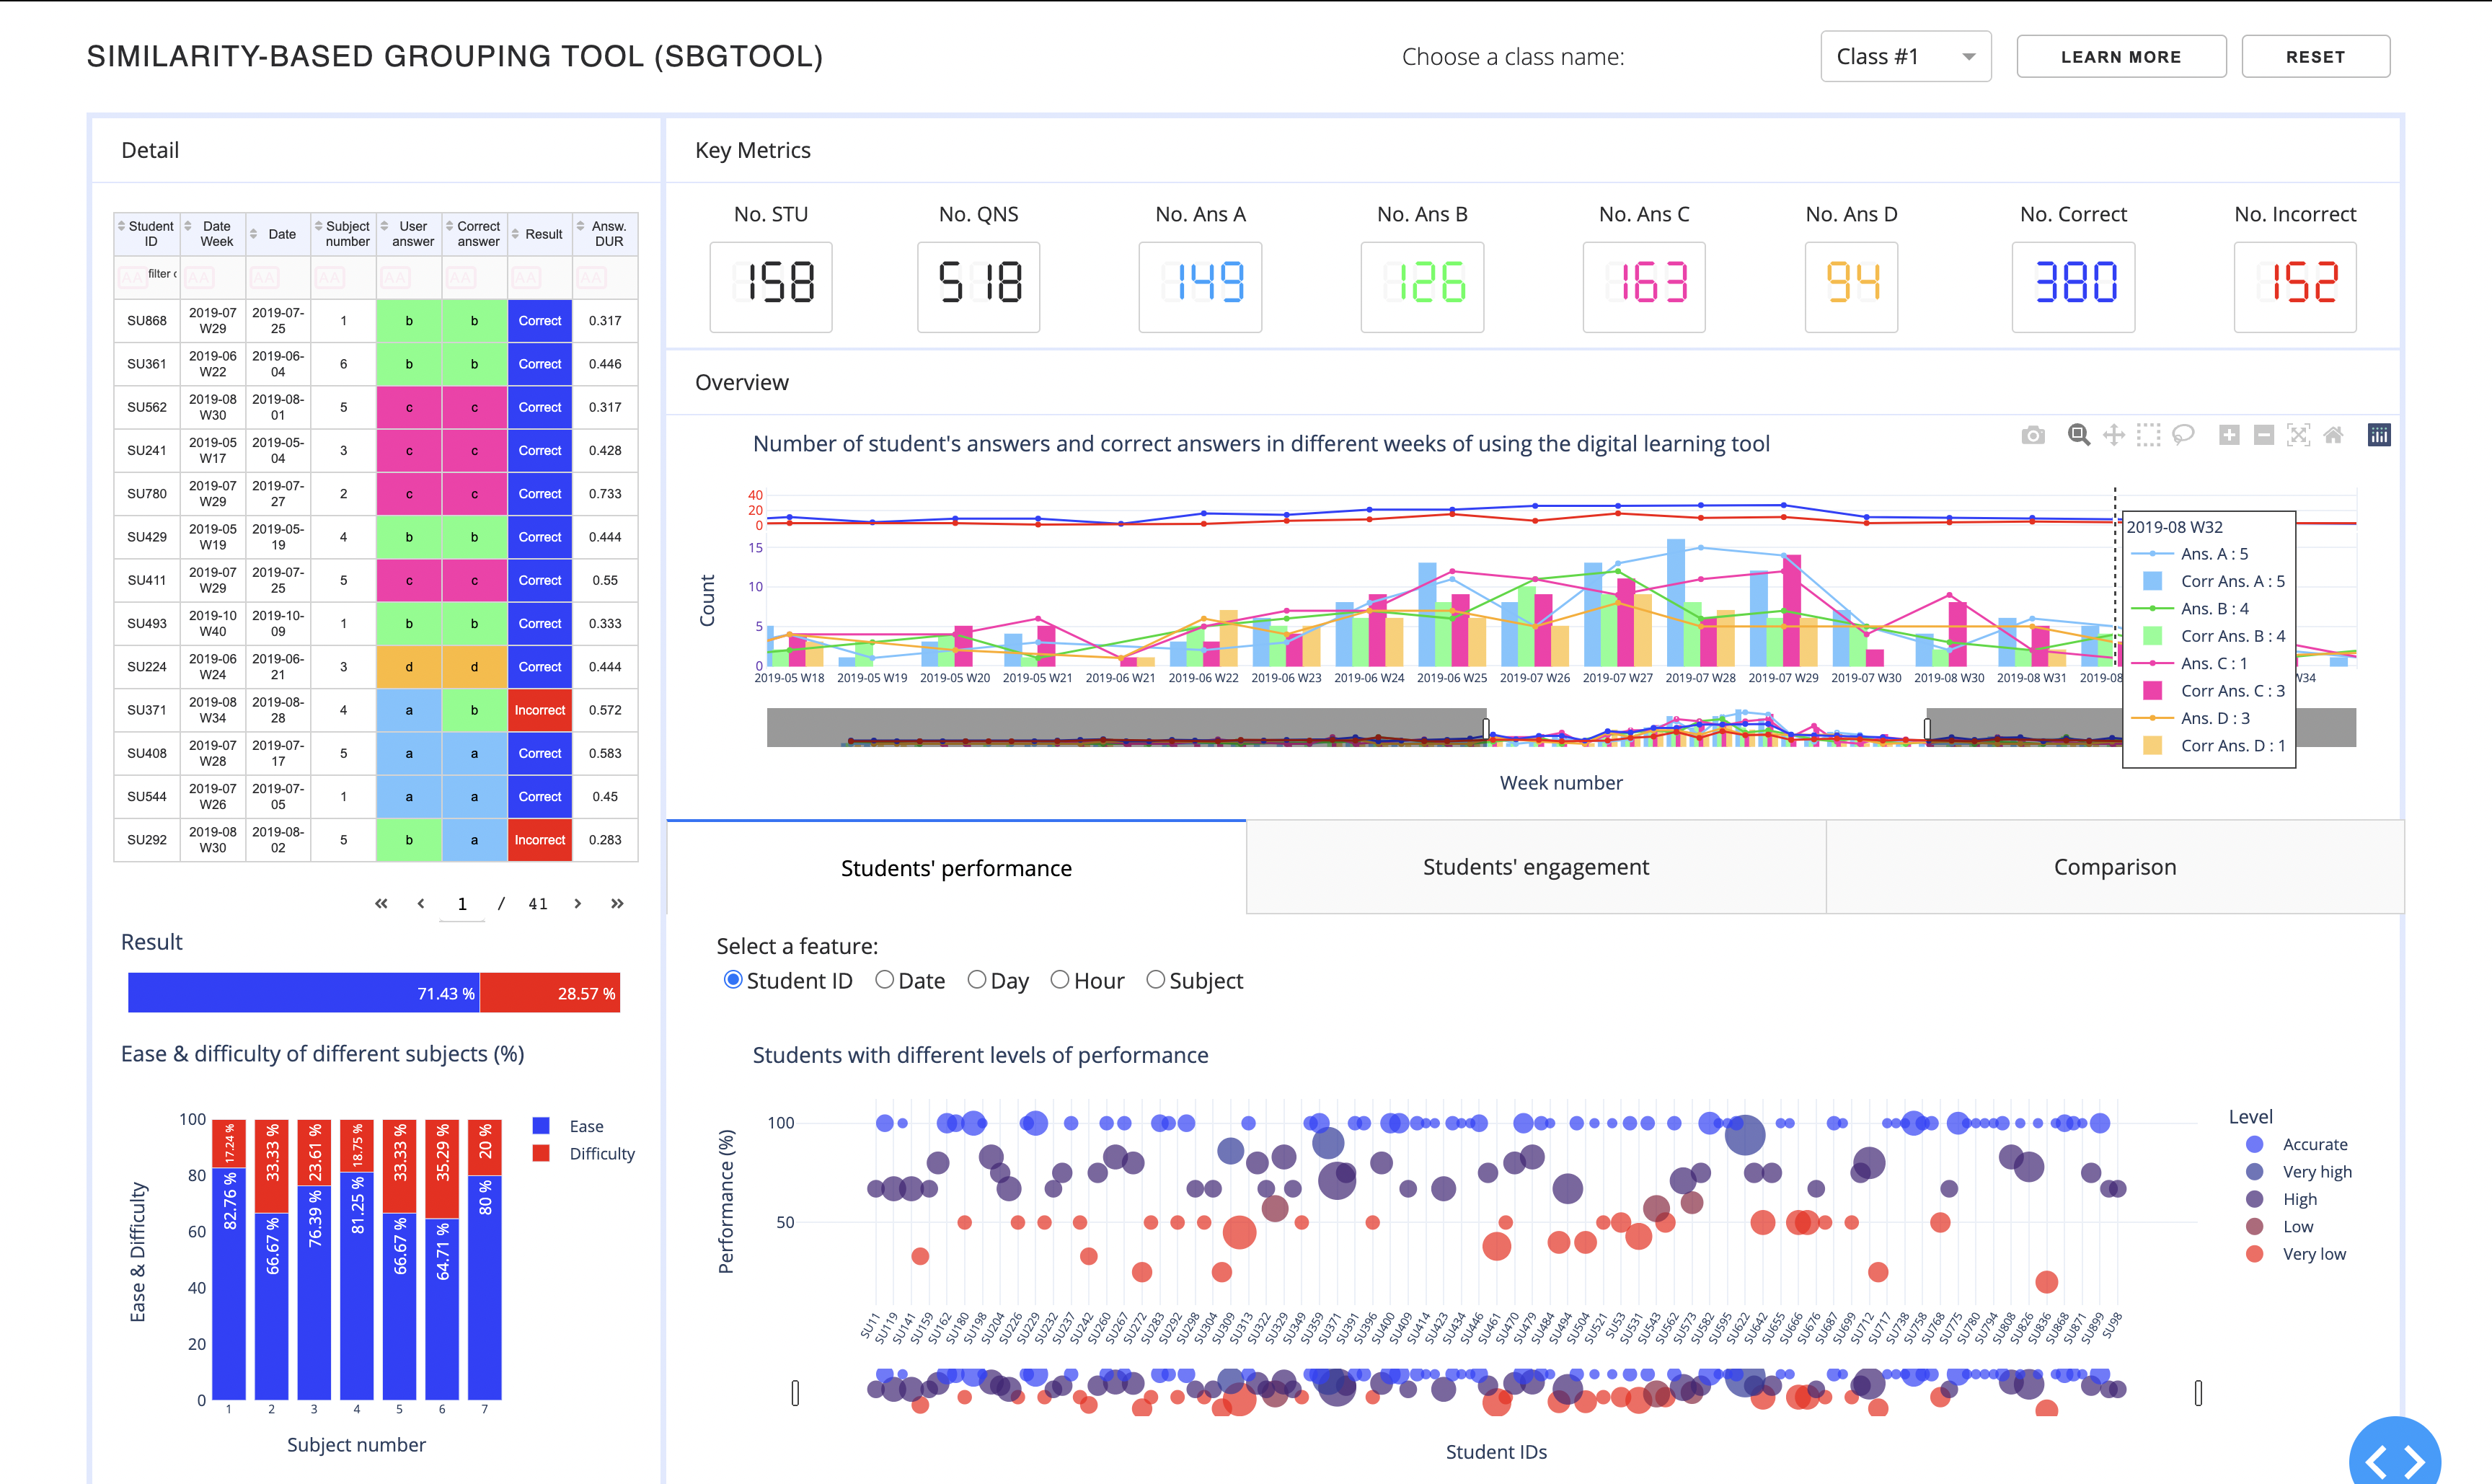 SIMILARITY-BASED GROUPING TOOL (SBGTOOL)
Choose a class name:
Class #1
LEARN MORE
RESET
Detail
Student ID Date Week Date Subject number User answer Correct answer Result Answ. DUR
filter
SU868 2019-07 W29 2019-07-25 1 b b Correct 0.317
SU361 2019-06 W22 2019-06-04 6 b b Correct 0.446
SU562 2019-08 W30 2019-08-01 5 c c Correct 0.317
SU241 2019-05 W17 2019-05-04 3 c c Correct 0.428
SU780 2019-07 W29 2019-07-27 2 c c Correct 0.733
SU429 2019-05 W19 2019-05-19 4 b b Correct 0.444
SU411 2019-07 W29 2019-07-25 5 c c Correct 0.55
SU493 2019-10 W40 2019-10-09 1 b b Correct 0.333
SU224 2019-06 W24 2019-06-21 3 d d Correct 0.444
SU371 2019-08 W34 2019-08-28 4 a b Incorrect 0.572
SU408 2019-07 W28 2019-07-17 5 a a Correct 0.583
SU544 2019-07 W26 2019-07-05 1 a a Correct 0.45
SU292 2019-08 W30 2019-08-02 5 b a Incorrect 0.283
1 / 41
Result
71.43 % 28.57 %
Ease & difficulty of different subjects (%)
Ease & Difficulty
100
80
60
40
20
0
17.24 % 33.33 % 23.61 % 18.75 % 33.33 % 35.29 % 20 %
82.76 % 66.67 % 76.39 % 81.25 % 66.67 % 64.71 % 80 %
1 2 3 4 5 6 7
Subject number
Ease
Difficulty
Key Metrics
No. STU No. QNS No. Ans A No. Ans B No. Ans C No. Ans D No. Correct No. Incorrect
158 518 149 126 163 94 380 152
Overview
Number of student's answers and correct answers in different weeks of using the digital learning tool
40
20
0
15
10
5
0
Count
2019-05 W18 2019-05 W19 2019-05 W20 2019-05 W21 2019-06 W21 2019-06 W22 2019-06 W23 2019-06 W24 2019-06 W25 2019-07 W26 2019-07 W27 2019-07 W28 2019-07 W29 2019-07 W30 2019-08 W30 2019-08 W31 2019-08 W34
2019-08 W32
Ans. A : 5
Corr Ans. A : 5
Ans. B : 4
Corr Ans. B : 4
Ans. C : 1
Corr Ans. C : 3
Ans. D : 3
Corr Ans. D : 1
Week number
Students' performance
Students' engagement
Comparison
Select a feature:
Student ID Date Day Hour Subject
Students with different levels of performance
Performance (%)
100
50
SU11 SU119 SU141 SU159 SU162 SU180 SU198 SU204 SU226 SU229 SU232 SU237 SU242 SU260 SU267 SU272 SU283 SU292 SU298 SU304 SU309 SU313 SU322 SU329 SU349 SU359 SU371 SU391 SU396 SU400 SU409 SU414 SU423 SU434 SU446 SU461 SU470 SU479 SU484 SU494 SU504 SU521 SU53 SU531 SU543 SU562 SU573 SU582 SU595 SU622 SU642 SU655 SU666 SU676 SU687 SU699 SU712 SU717 SU738 SU758 SU768 SU775 SU780 SU794 SU808 SU826 SU836 SU868 SU871 SU899 SU98
Student IDs
Level
Accurate
Very high
High
Low
Very low